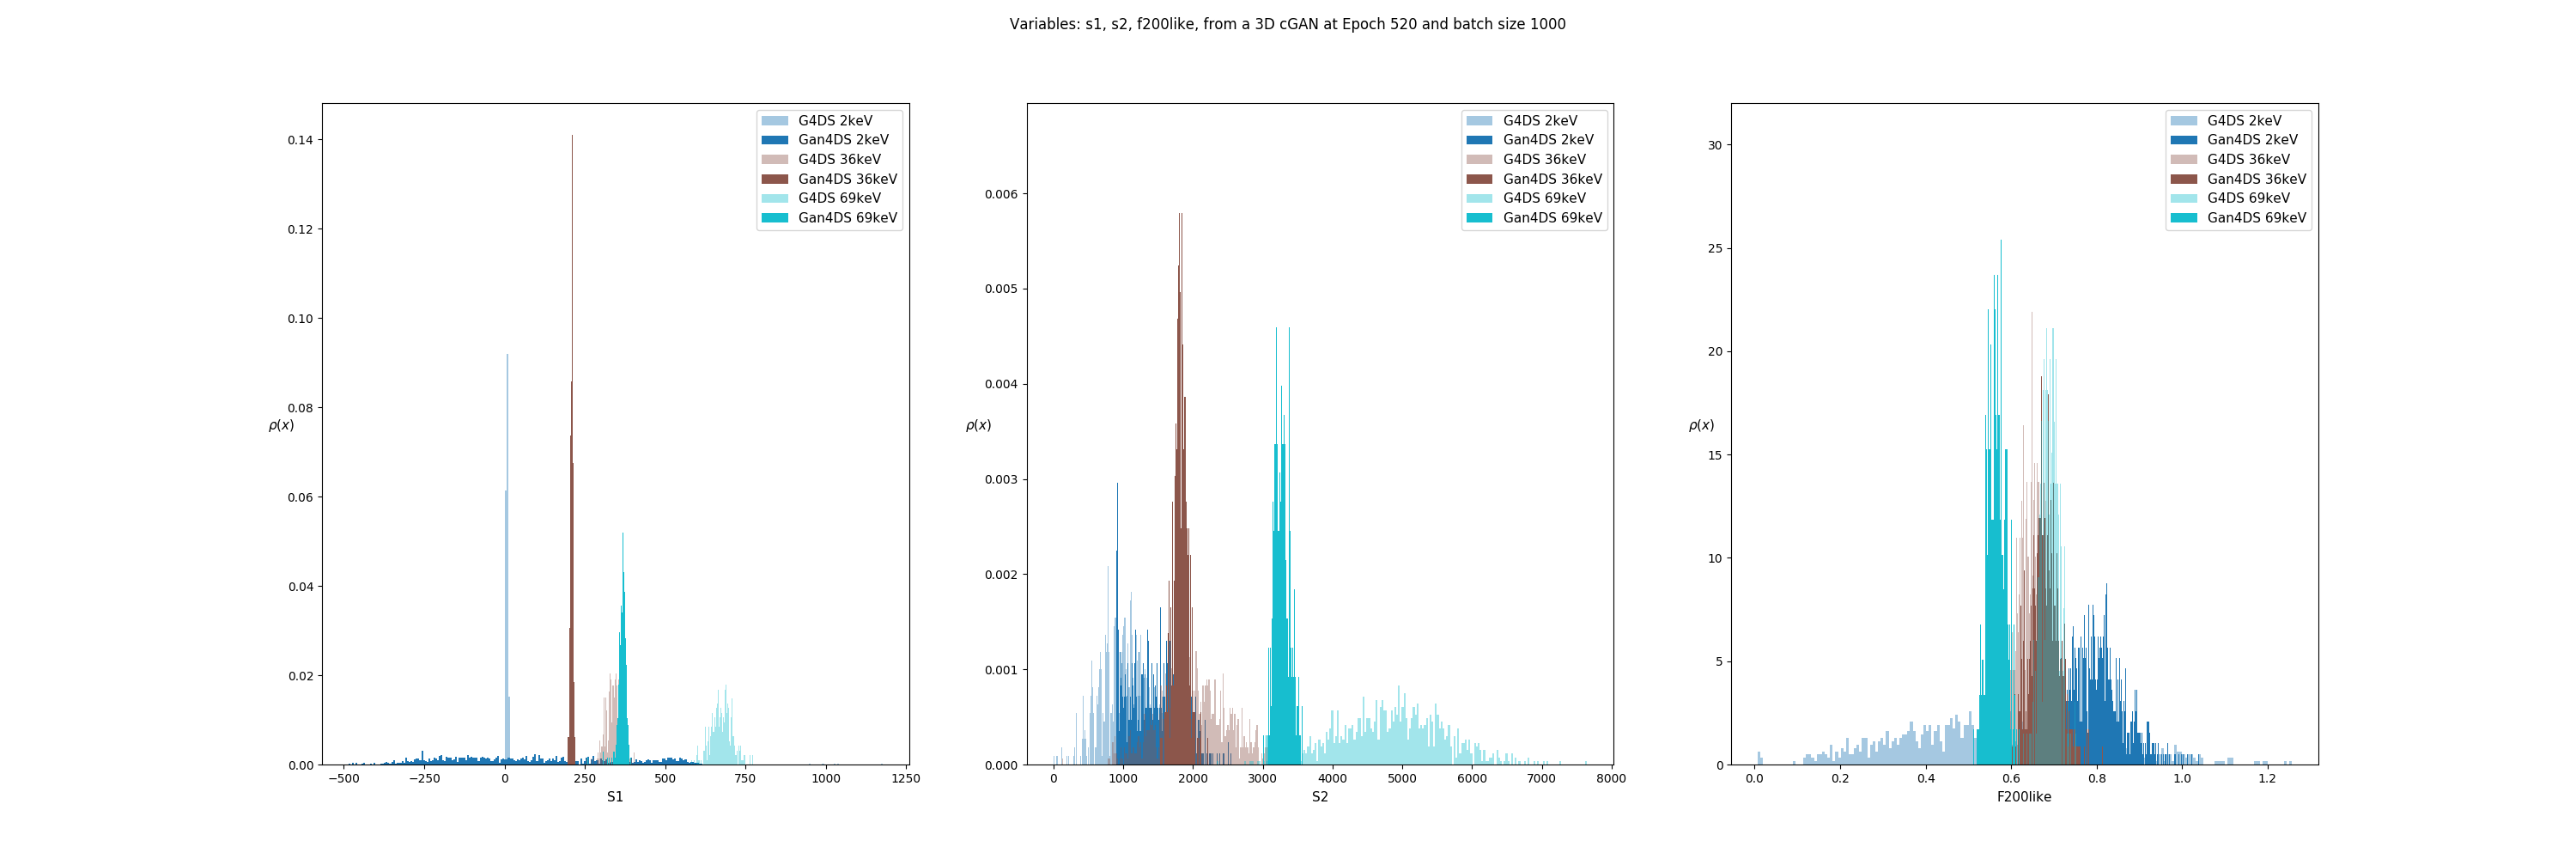 Variables: s1, s2, f200like, from a 3D cGAN at Epoch 520 and batch size 1000
G4DS 2keV
Gan4DS 2keV
G4DS 36keV
Gan4DS 36keV
G4DS 69keV
Gan4DS 69keV
0.14
0.12
0.10
0.08
0.06
0.04
0.02
0.00
ρ(x)
−500
−250
0
250
500
750
1000
1250
S1
G4DS 2keV
Gan4DS 2keV
G4DS 36keV
Gan4DS 36keV
G4DS 69keV
Gan4DS 69keV
0.006
0.005
0.004
0.003
0.002
0.001
0.000
ρ(x)
0
1000
2000
3000
4000
5000
6000
7000
8000
S2
G4DS 2keV
Gan4DS 2keV
G4DS 36keV
Gan4DS 36keV
G4DS 69keV
Gan4DS 69keV
30
25
20
15
10
5
0
ρ(x)
0.0
0.2
0.4
0.6
0.8
1.0
1.2
F200like